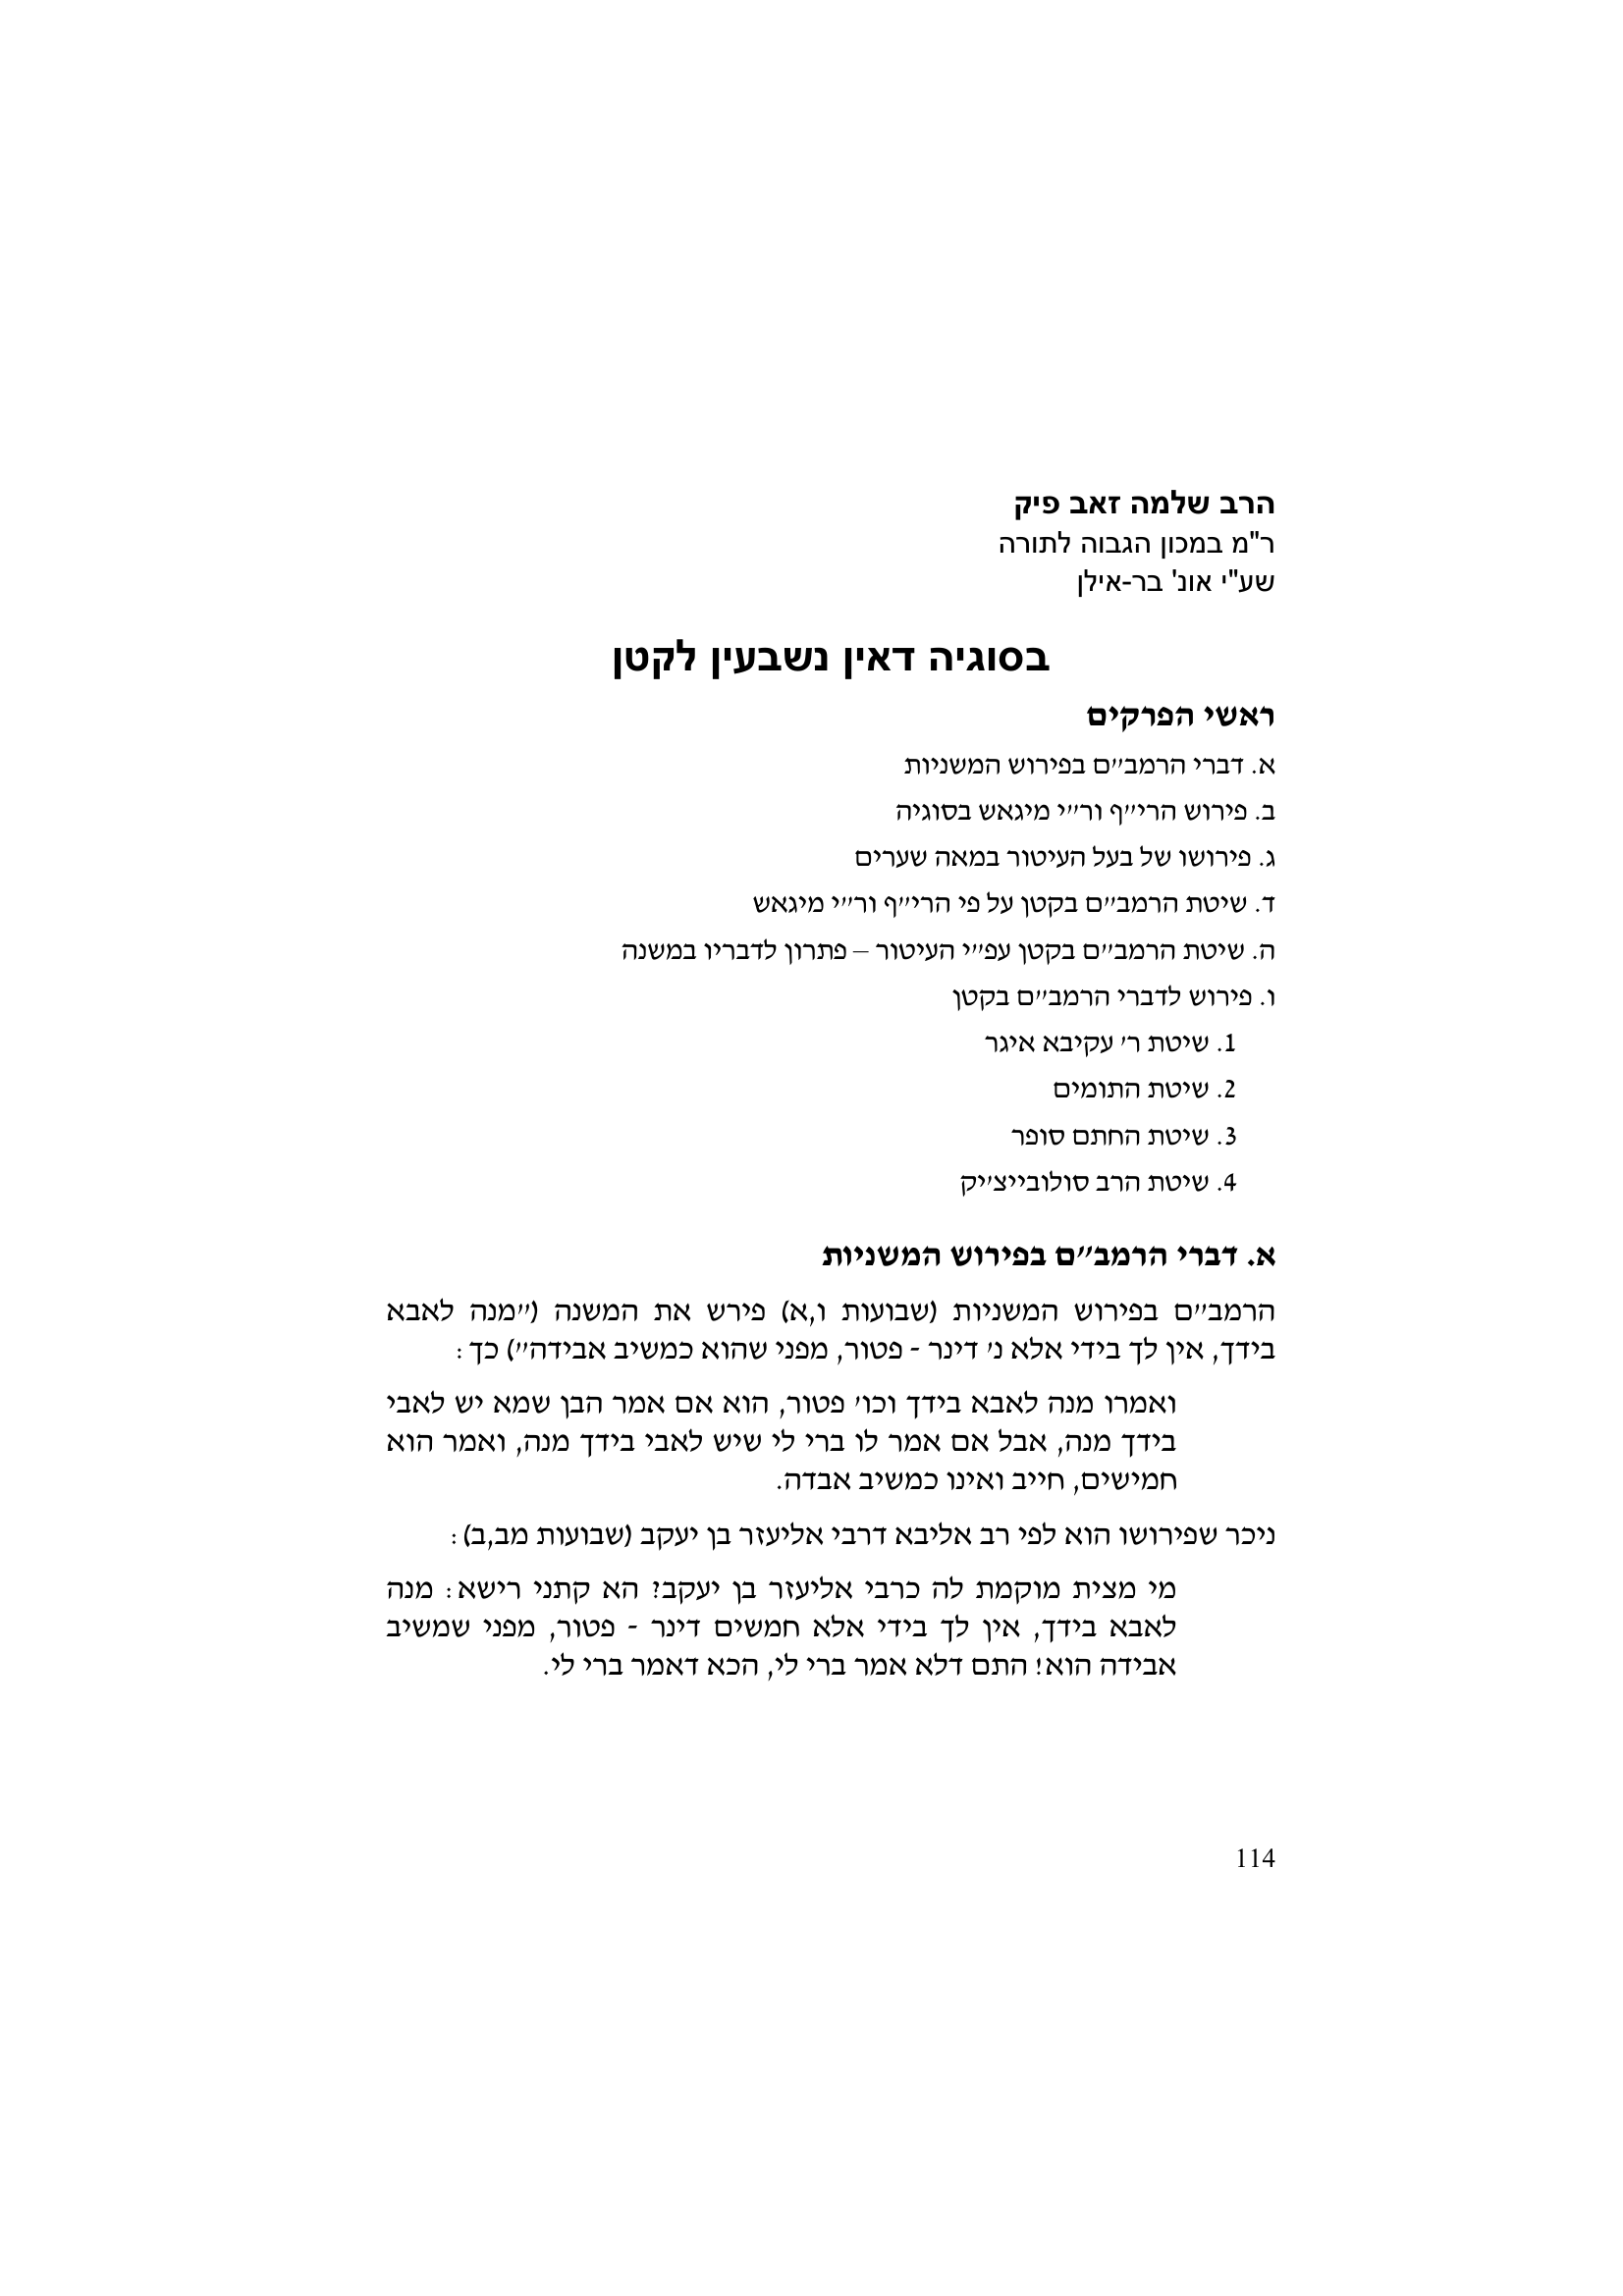 הרב שלמה זאב פיק
ר"מ במכון הגבוה לתורה
שע"י אונ' בר-אילן
בסוגיה דאין נשבעין לקטן
ראשי הפרקים
א. דברי הרמב״ם בפירוש המשניות
ב. פירוש הרי״ף ור״י מיגאש בסוגיה
ג. פירושו של בעל העיטור במאה שערים
ד. שיטת הרמב״ם בקטן על פי הרי״ף ור״י מיגאש
ה. שיטת הרמב״ם בקטן עפ״י העיטור – פתרון לדבריו במשנה
ו. פירוש לדברי הרמב״ם בקטן
1. שיטת ר׳ עקיבא איגר
2. שיטת התומים
3. שיטת החתם סופר
4. שיטת הרב סולובייצ׳יק
א. דברי הרמב״ם בפירוש המשניות
הרמב״ם בפירוש המשניות (שבועות ו,א) פירש את המשנה (״מנה לאבא
בידך, אין לך בידי אלא נ׳ דינר - פטור, מפני שהוא כמשיב אבידה״) כך:
ואמרו מנה לאבא בידך וכו׳ פטור, הוא אם אמר הבן שמא יש לאבי
בידך מנה, אבל אם אמר לו ברי לי שיש לאבי בידך מנה, ואמר הוא
חמישים, חייב ואינו כמשיב אבדה.
ניכר שפירושו הוא לפי רב אליבא דרבי אליעזר בן יעקב (שבועות מב,ב):
מי מצית מוקמת לה כרבי אליעזר בן יעקב? הא קתני רישא: מנה
לאבא בידך, אין לך בידי אלא חמשים דינר - פטור, מפני שמשיב
אבידה הוא! התם דלא אמר ברי לי, הכא דאמר ברי לי.
114